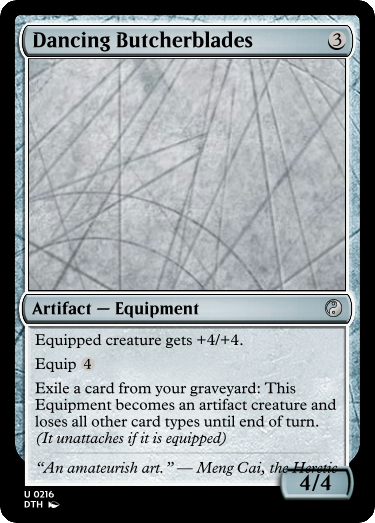 Dancing Butcherblades 3
Artifact — Equipment
Equipped creature gets +4/+4.
Equip 4
Exile a card from your graveyard: This
Equipment becomes an artifact creature and
loses all other card types until end of turn.
(It unattaches if it is equipped)
“An amateurish art.” — Meng Cai, the Heretic
4/4
U 0216
DTH